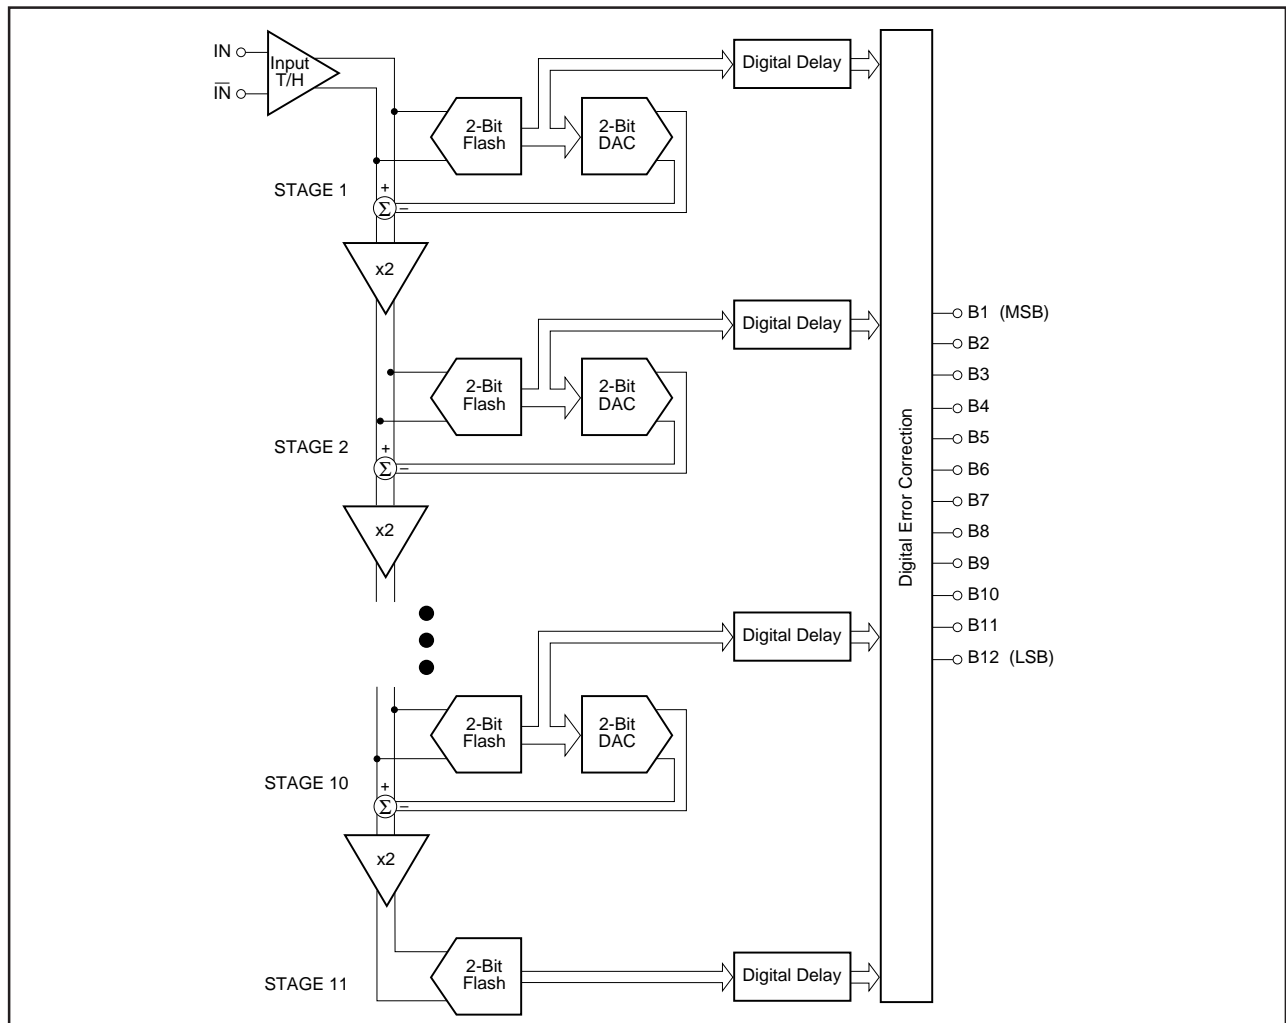 IN
Input
T/H
I̅N̅
Digital Delay
2-Bit
Flash
2-Bit
DAC
STAGE 1
+
Σ
–
x2
Digital Delay
2-Bit
Flash
2-Bit
DAC
STAGE 2
+
Σ
–
x2
Digital Delay
2-Bit
Flash
2-Bit
DAC
STAGE 10
+
Σ
–
x2
2-Bit
Flash
Digital Delay
STAGE 11
Digital Error Correction
B1 (MSB)
B2
B3
B4
B5
B6
B7
B8
B9
B10
B11
B12 (LSB)